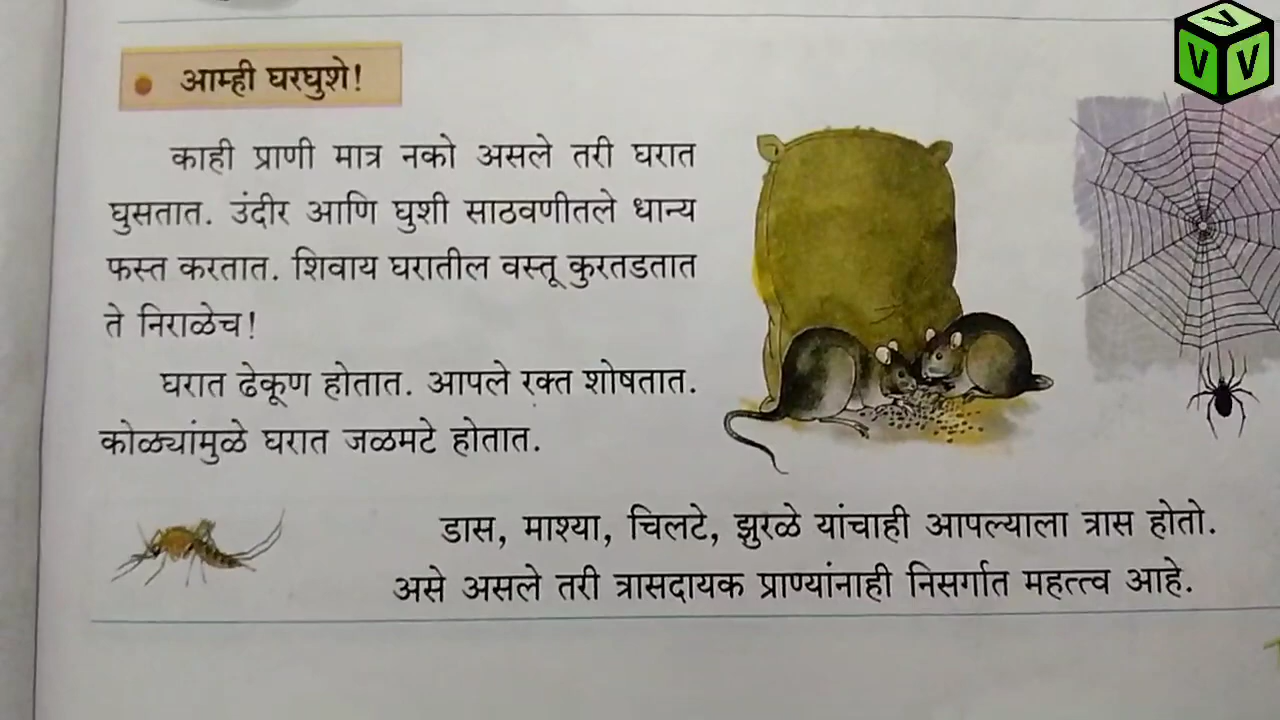 आम्ही घरघुशे!
काही प्राणी मात्र नको असले तरी घरात
घुसतात. उंदीर आणि घुशी साठवणीतले धान्य
फस्त करतात. शिवाय घरातील वस्तू कुरतडतात
ते निराळेच!
घरात ढेकूण होतात. आपले रक्त शोषतात.
कोळ्यांमुळे घरात जळमटे होतात.
डास, माश्या, चिलटे, झुरळे यांचाही आपल्याला त्रास होतो.
असे असले तरी त्रासदायक प्राण्यांनाही निसर्गात महत्त्व आहे.
V V V